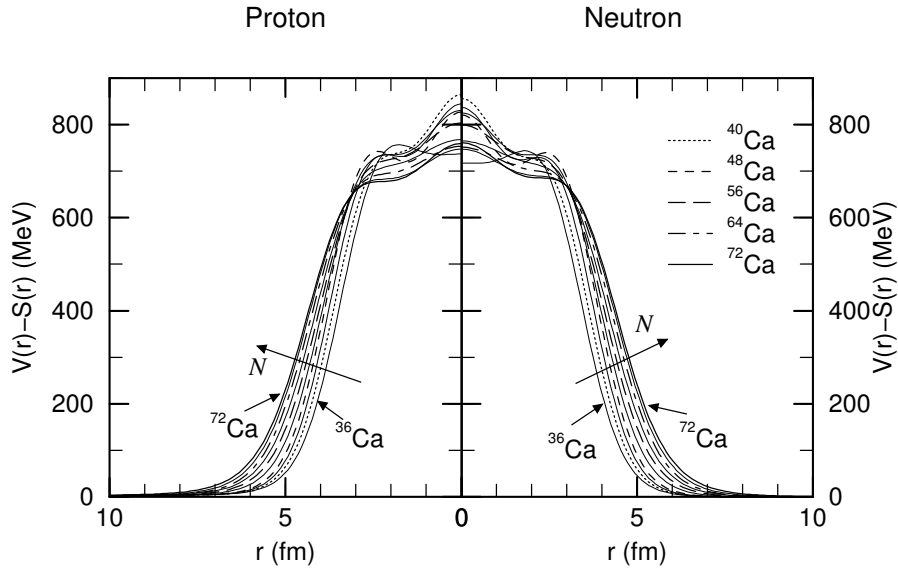 Proton Neutron
V(r)−S(r) (MeV)
800
600
400
200
0
10 5 0
r (fm)
N
⁷²Ca
³⁶Ca
⁴⁰Ca
⁴⁸Ca
⁵⁶Ca
⁶⁴Ca
⁷²Ca
N
³⁶Ca
⁷²Ca
5 10
r (fm)
800
600
400
200
0
V(r)−S(r) (MeV)